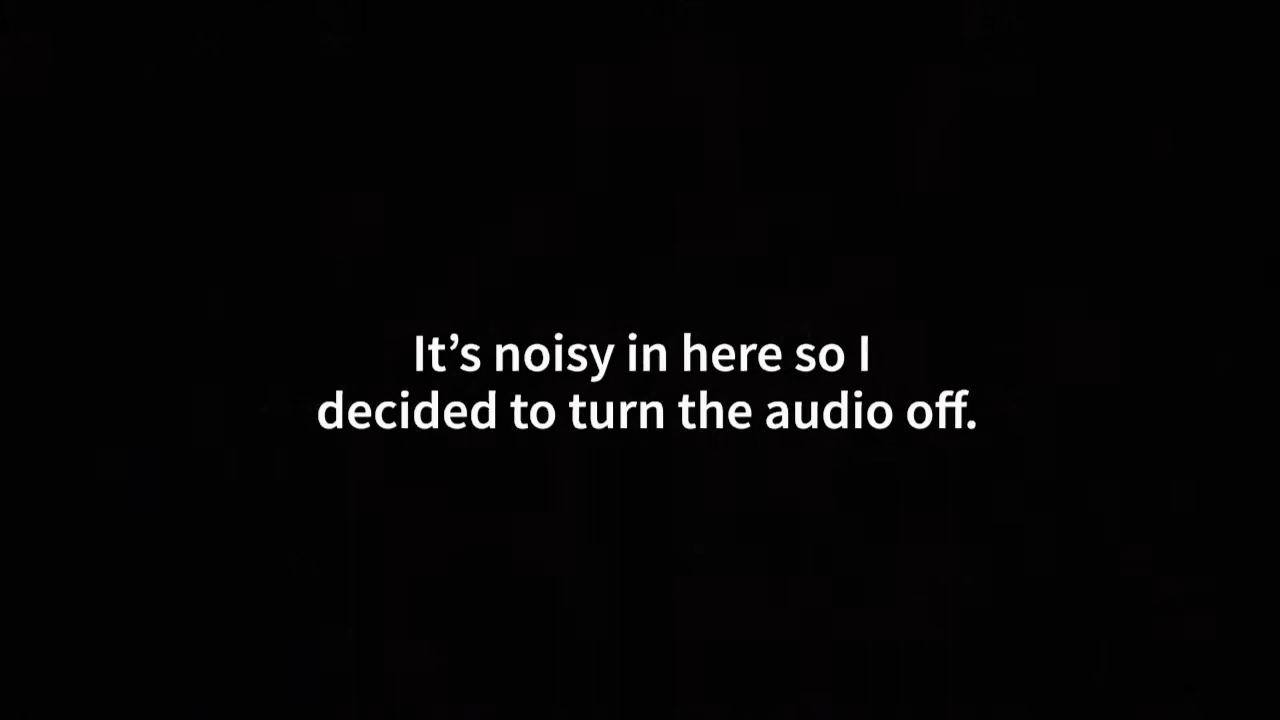 It’s noisy in here so I
decided to turn the audio off.